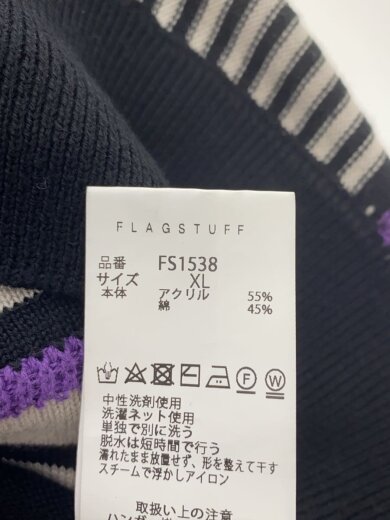 FLAGSTUFF
品番 FS1538
サイズ XL
本体 アクリル 55%
綿 45%
F W
中性洗剤使用
洗濯ネット使用
単独で別に洗う
脱水は短時間で行う
濡れたまま放置せず、形を整えて干す
スチームで浮かしアイロン
取扱い上の注意